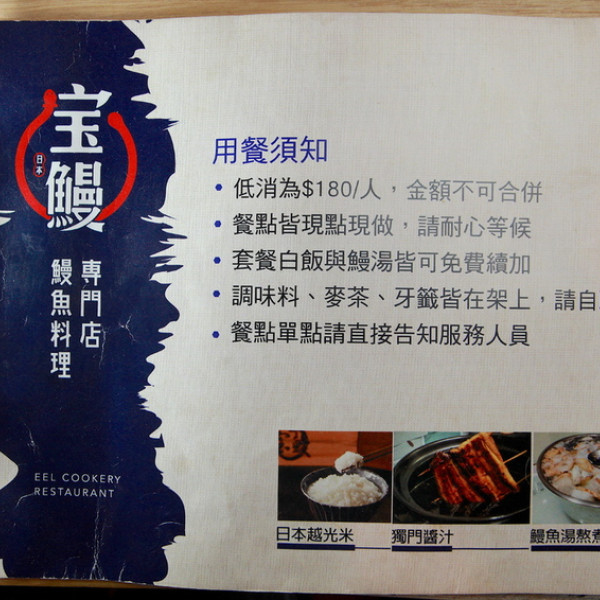 宝鰻
日本
鰻魚料理
專門店
EEL COOKERY
RESTAURANT
用餐須知
• 低消為$180/人，金額不可合併
• 餐點皆現點現做，請耐心等候
• 套餐白飯與鰻湯皆可免費續加
• 調味料、麥茶、牙籤皆在架上，請自
• 餐點單點請直接告知服務人員
日本越光米
獨門醬汁
鰻魚湯熬煮